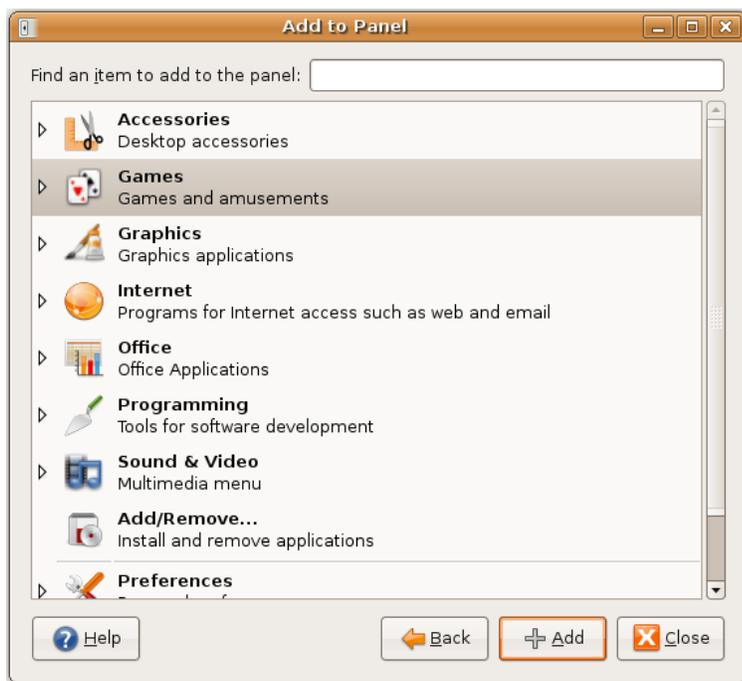 Add to Panel
Find an item to add to the panel:
Accessories
Desktop accessories
Games
Games and amusements
Graphics
Graphics applications
Internet
Programs for Internet access such as web and email
Office
Office Applications
Programming
Tools for software development
Sound & Video
Multimedia menu
Add/Remove...
Install and remove applications
Preferences
Help Back Add Close